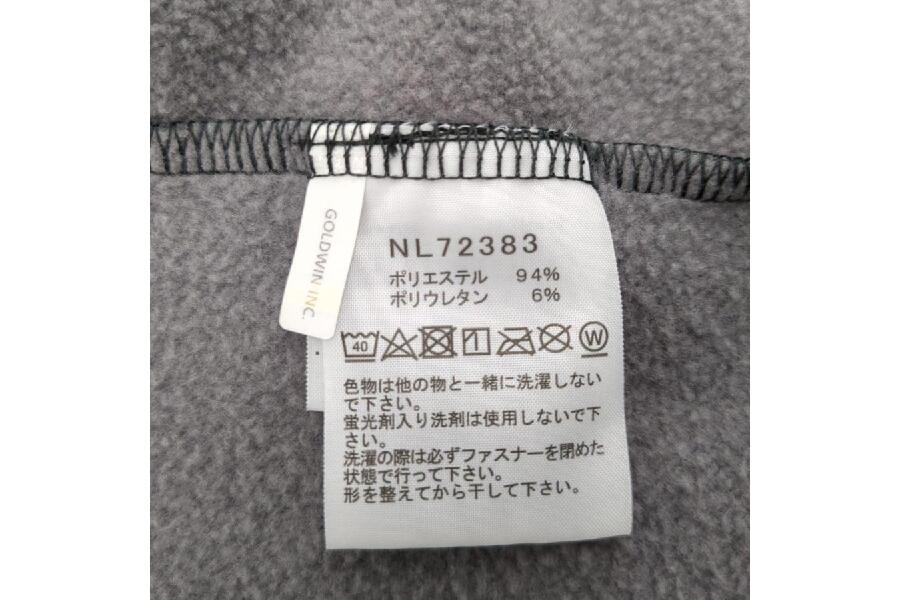 GOLDWIN INC.
NL72383
ポリエステル 94%
ポリウレタン 6%
40
W
色物は他の物と一緒に洗濯しない
で下さい。
蛍光剤入り洗剤は使用しないで下
さい。
洗濯の際は必ずファスナーを閉めた
状態で行って下さい。
形を整えてから干して下さい。